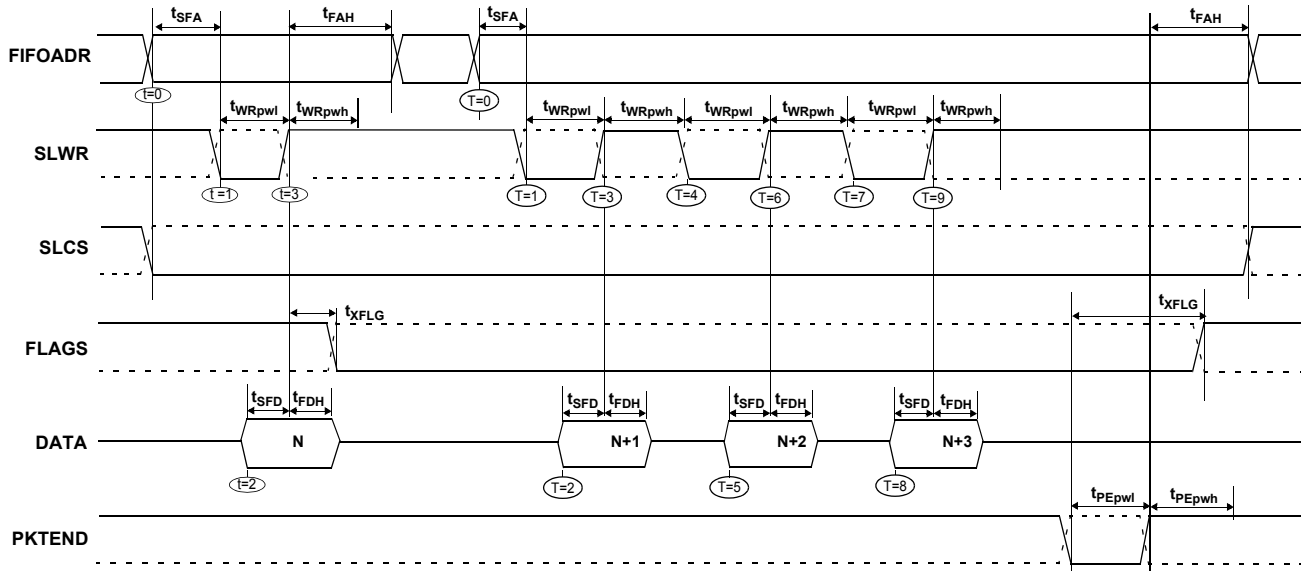 tSFA tFAH tSFA tFAH
FIFOADR
t=0 T=0
tWRpwl tWRpwh tWRpwl tWRpwh tWRpwl tWRpwh tWRpwl tWRpwh
SLWR
t =1 t=3 T=1 T=3 T=4 T=6 T=7 T=9
SLCS
tXFLG tXFLG
FLAGS
tSFD tFDH tSFD tFDH tSFD tFDH tSFD tFDH
DATA N N+1 N+2 N+3
t=2 T=2 T=5 T=8
tPEpwl tPEpwh
PKTEND